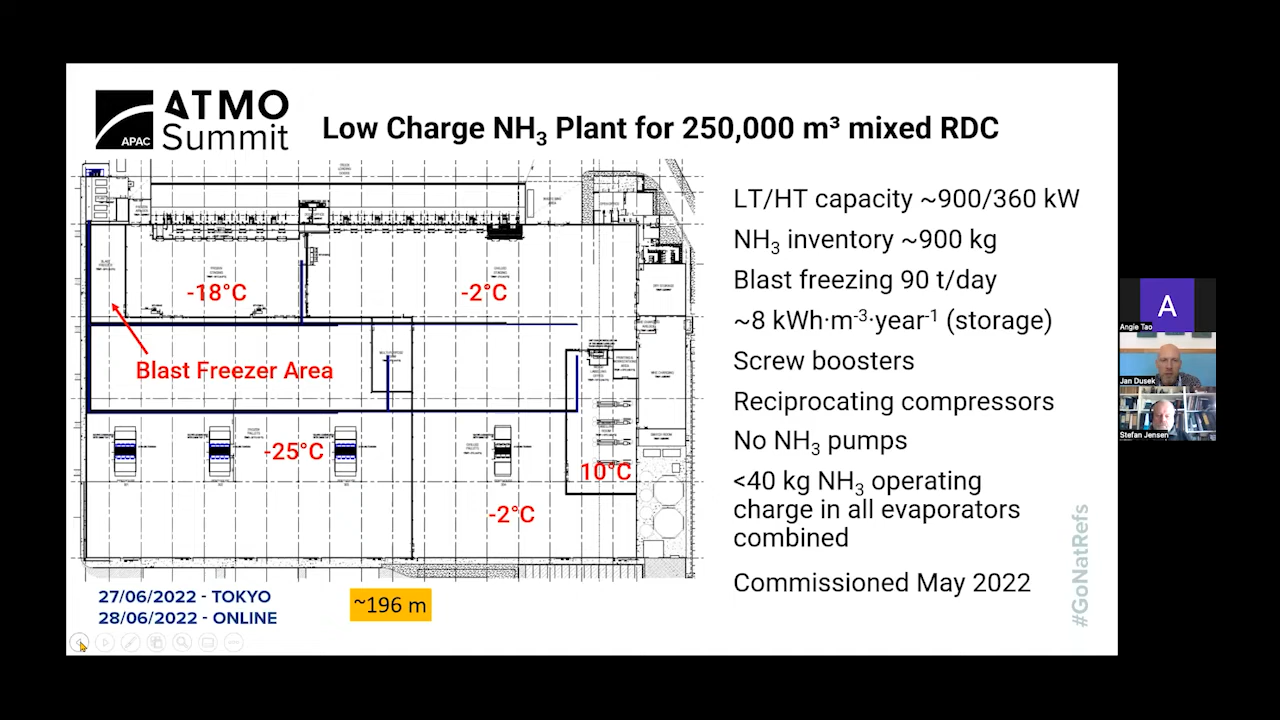 ATMO
APAC
Summit
Low Charge NH3 Plant for 250,000 m³ mixed RDC
-18°C
-2°C
Blast Freezer Area
-25°C
10°C
-2°C
LT/HT capacity ~900/360 kW
NH3 inventory ~900 kg
Blast freezing 90 t/day
~8 kWh·m-3·year-1 (storage)
Screw boosters
Reciprocating compressors
No NH3 pumps
<40 kg NH3 operating
charge in all evaporators
combined
Commissioned May 2022
27/06/2022 - TOKYO
28/06/2022 - ONLINE
~196 m
#GoNatRefs
A
Angie Tao
Jan Dusek
Stefan Jensen